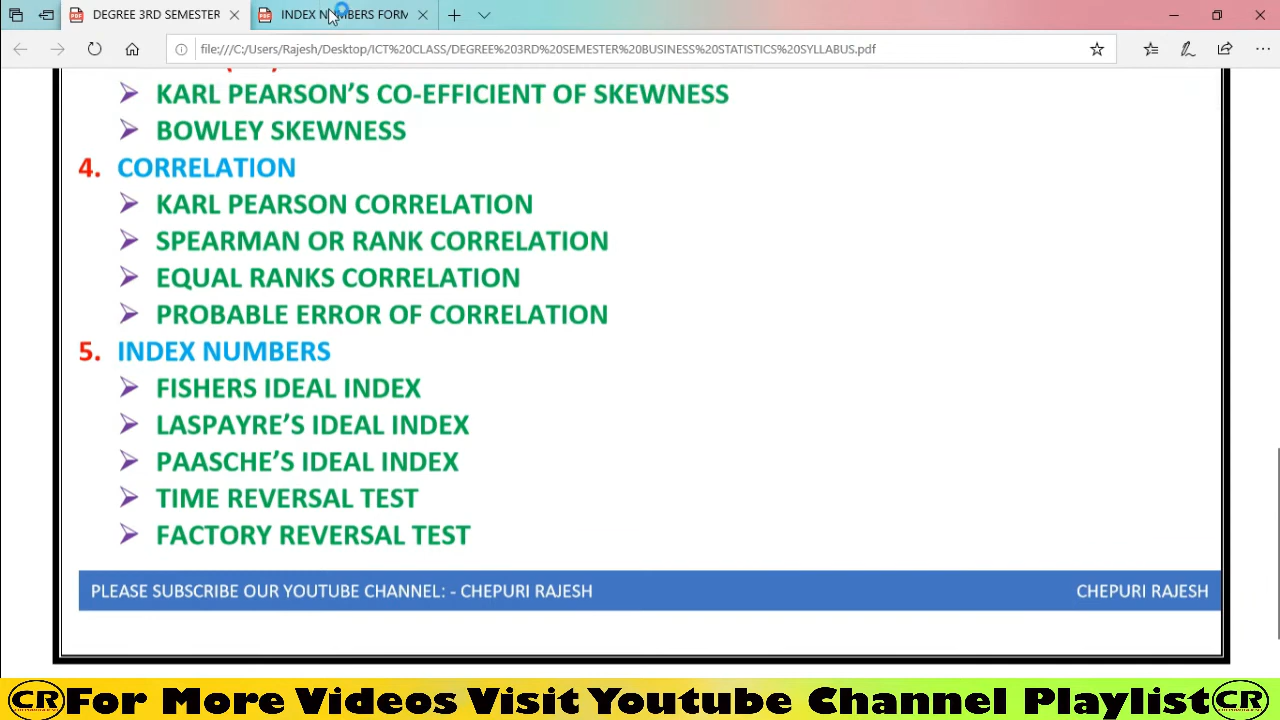 DEGREE 3RD SEMESTER
INDEX NUMBERS FORM
file:///C:/Users/Rajesh/Desktop/ICT%20CLASS/DEGREE%203RD%20SEMESTER%20BUSINESS%20STATISTICS%20SYLLABUS.pdf
KARL PEARSON'S CO-EFFICIENT OF SKEWNESS
BOWLEY SKEWNESS
4. CORRELATION
KARL PEARSON CORRELATION
SPEARMAN OR RANK CORRELATION
EQUAL RANKS CORRELATION
PROBABLE ERROR OF CORRELATION
5. INDEX NUMBERS
FISHERS IDEAL INDEX
LASPAYRE'S IDEAL INDEX
PAASCHE'S IDEAL INDEX
TIME REVERSAL TEST
FACTORY REVERSAL TEST
PLEASE SUBSCRIBE OUR YOUTUBE CHANNEL: - CHEPURI RAJESH CHEPURI RAJESH
CR For More Videos Visit Youtube Channel Playlist CR